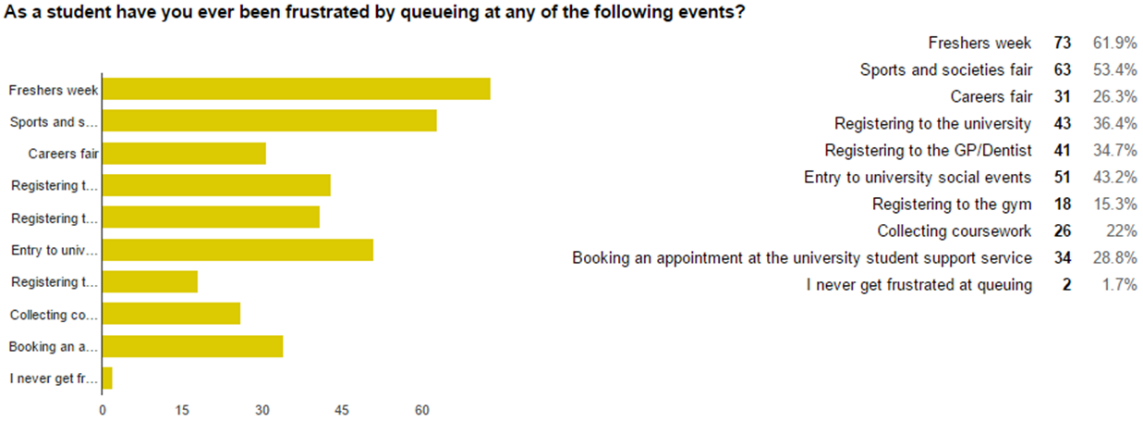 As a student have you ever been frustrated by queueing at any of the following events?
Freshers week
Sports and s...
Careers fair
Registering t...
Registering t...
Entry to univ...
Registering t...
Collecting co...
Booking an a...
I never get fr...
0 15 30 45 60
Freshers week 73 61.9%
Sports and societies fair 63 53.4%
Careers fair 31 26.3%
Registering to the university 43 36.4%
Registering to the GP/Dentist 41 34.7%
Entry to university social events 51 43.2%
Registering to the gym 18 15.3%
Collecting coursework 26 22%
Booking an appointment at the university student support service 34 28.8%
I never get frustrated at queuing 2 1.7%